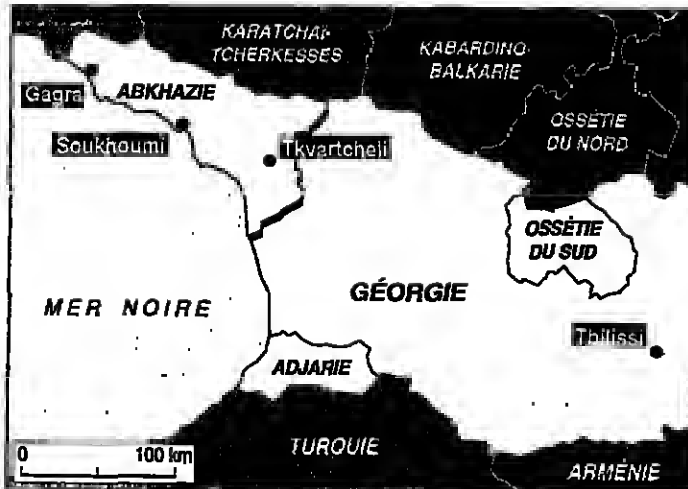 KARATCHAÏ-
TCHERKESSES
KABARDINO-
BALKARIE
ABKHAZIE
Gagra
Soukhoumi
Tkvartcheli
OSSÉTIE
DU NORD
OSSÉTIE
DU SUD
GÉORGIE
MER NOIRE
Tbilissi
ADJARIE
0 100 km
TURQUIE
ARMÉNIE